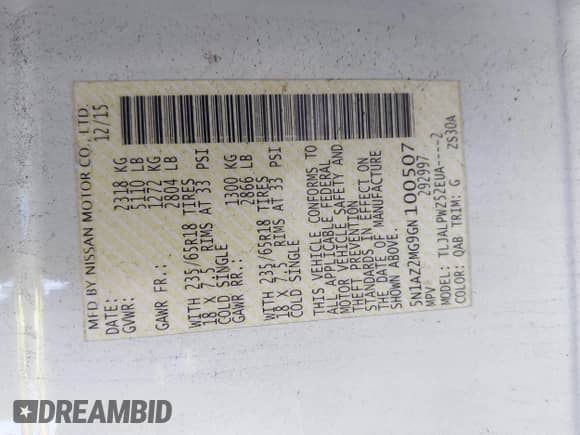 MFD BY NISSAN MOTOR CO., LTD.
DATE: 12/15
GVWR: 2318 KG
5110 LB
GAWR FR.: 1272 KG
2804 LB
WITH 235/65R18 TIRES
18 X 7.5 RIMS AT 33 PSI
COLD SINGLE
GAWR RR.: 1300 KG
2866 LB
WITH 235/65R18 TIRES
18 X 7.5 RIMS AT 33 PSI
COLD SINGLE
THIS VEHICLE CONFORMS TO
ALL APPLICABLE FEDERAL
MOTOR VEHICLE SAFETY AND
THEFT PREVENTION
STANDARDS IN EFFECT ON
THE DATE OF MANUFACTURE
SHOWN ABOVE.
5N1AZ2MG9GN100507
MPV 292997
MODEL: TLJALPWZ52EUA----2
COLOR: QAB TRIM: G ZS30A
DREAMBID